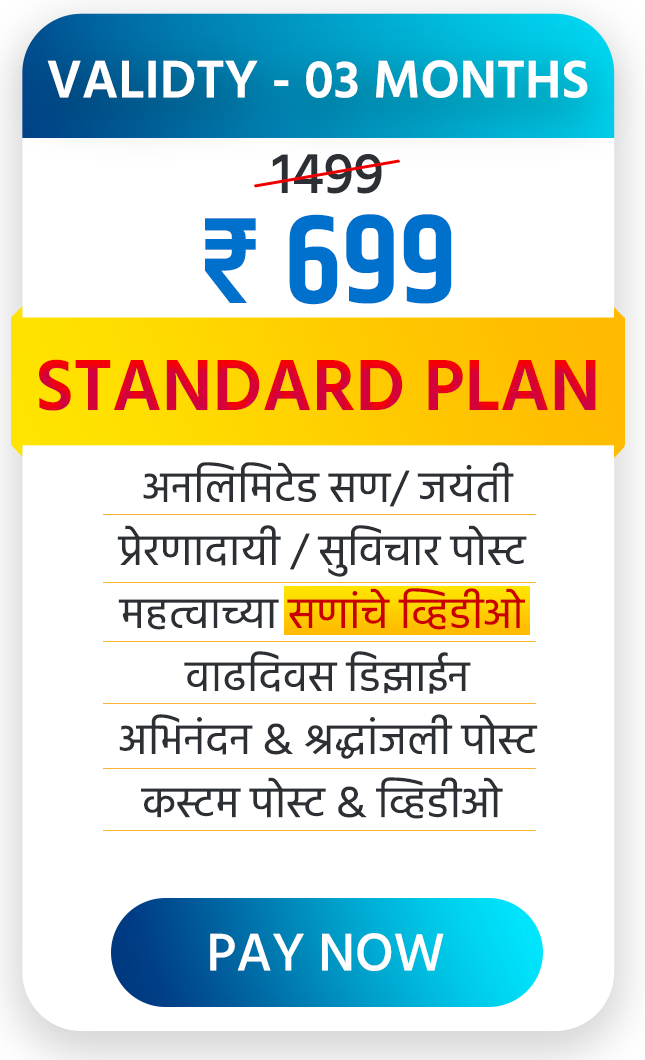 VALIDTY - 03 MONTHS
1499
₹ 699
STANDARD PLAN
अनलिमिटेड सण/ जयंती
प्रेरणादायी / सुविचार पोस्ट
महत्वाच्या सणांचे व्हिडीओ
वाढदिवस डिझाईन
अभिनंदन & श्रद्धांजली पोस्ट
कस्टम पोस्ट & व्हिडीओ
PAY NOW